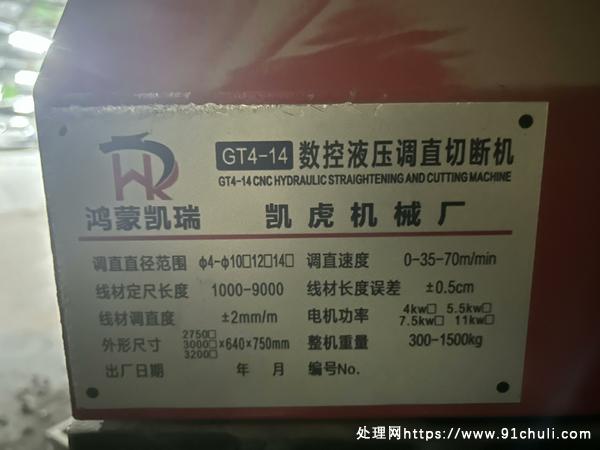 GT4-14 数控液压调直切断机
GT4-14 CNC HYDRAULIC STRAIGHTENING AND CUTTING MACHINE
鸿蒙凯瑞 凯虎机械厂
调直直径范围 φ4-φ10□12□14□ 调直速度 0-35-70m/min
线材定尺长度 1000-9000 线材长度误差 ±0.5cm
线材调直度 ±2mm/m 电机功率 4kw□ 5.5kw□ 7.5kw□ 11kw□
外形尺寸 2750□ 3000□ 3200□ ×640×750mm 整机重量 300-1500kg
出厂日期 年 月 编号No.
处理网https://www.91chuli.com/